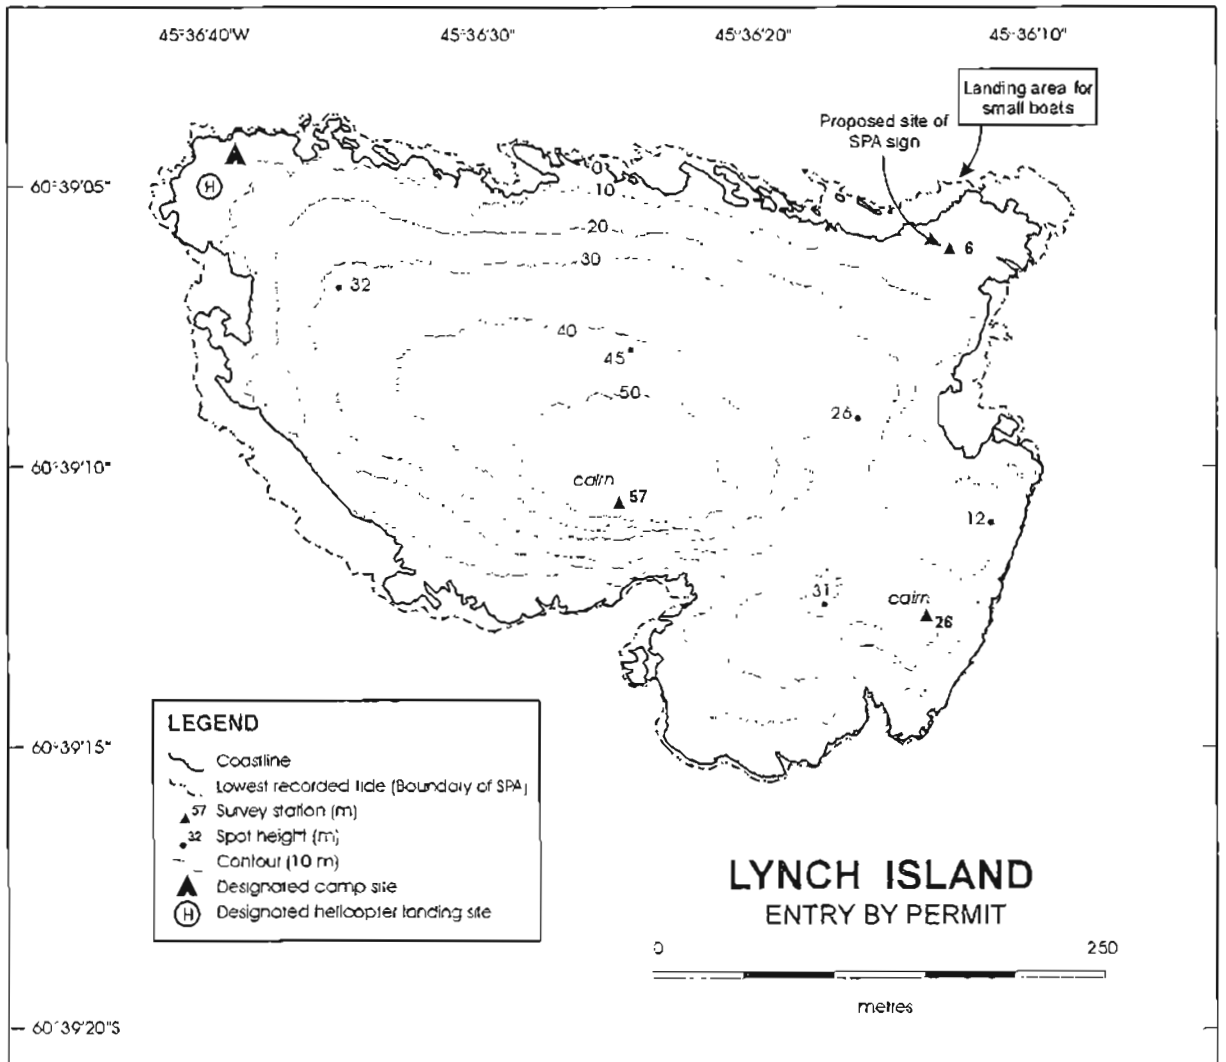 45°36'40"W
45°36'30"
45°36'20"
45°36'10"
Landing area for
small boats
Proposed site of
SPA sign
60°39'05"
H
0
10
20
30
6
32
40
45
50
26
60°39'10"
cairn
57
12
31
cairn
26
60°39'15"
LEGEND
Coastline
Lowest recorded tide (Boundary of SPA)
57 Survey station (m)
32 Spot height (m)
Contour (10 m)
Designated camp site
H Designated helicopter landing site
LYNCH ISLAND
ENTRY BY PERMIT
0 250
metres
60°39'20"S